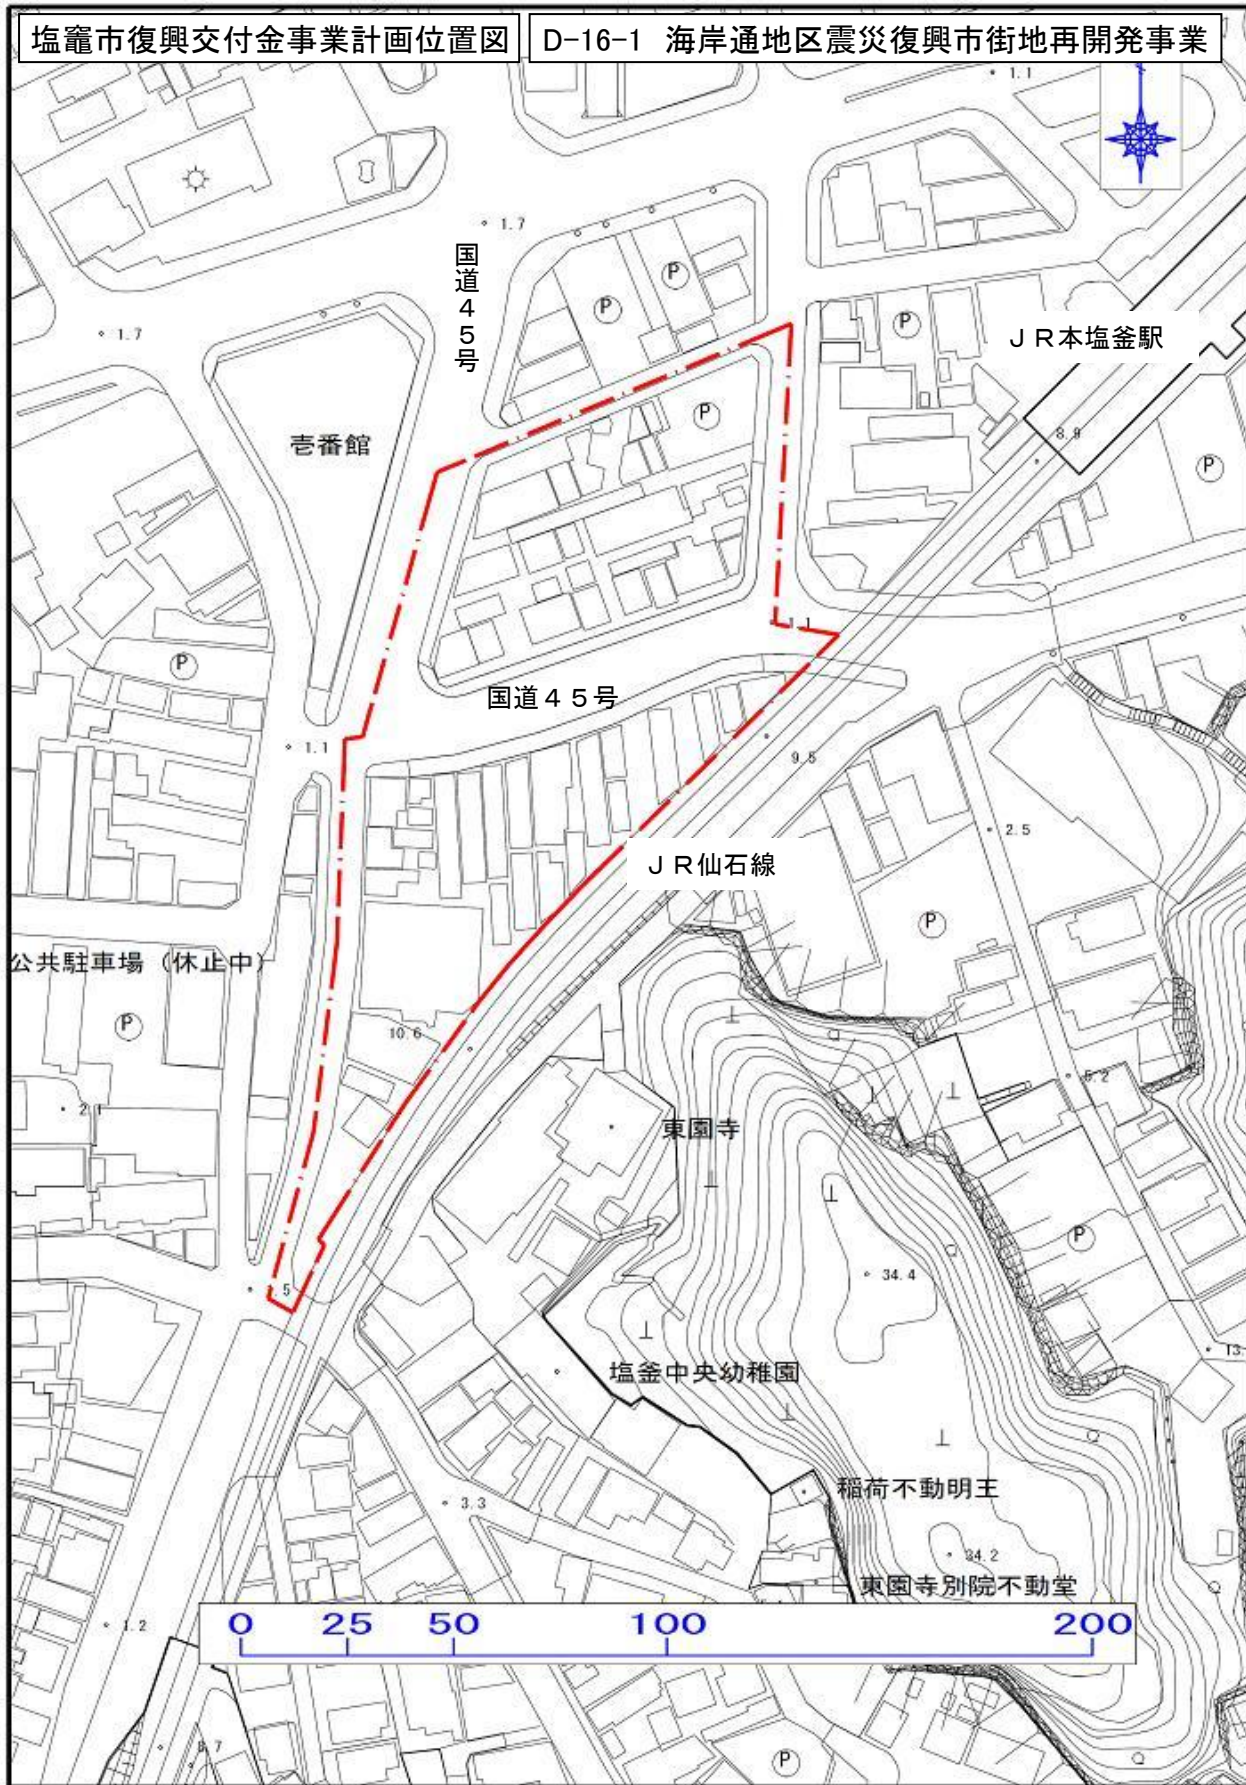 塩竈市復興交付金事業計画位置図
D-16-1 海岸通地区震災復興市街地再開発事業
1.1
1.7
国道45号
P
P
1.7
P
JR本塩釜駅
P
8.9
壱番館
P
1.1
国道45号
P
1.1
9.5
2.5
JR仙石線
P
公共駐車場（休止中）
P
10.6
5.2
2.1
東園寺
P
34.4
13.
塩釜中央幼稚園
稲荷不動明王
3.3
34.2
東園寺別院不動堂
1.2
0 25 50 100 200
P